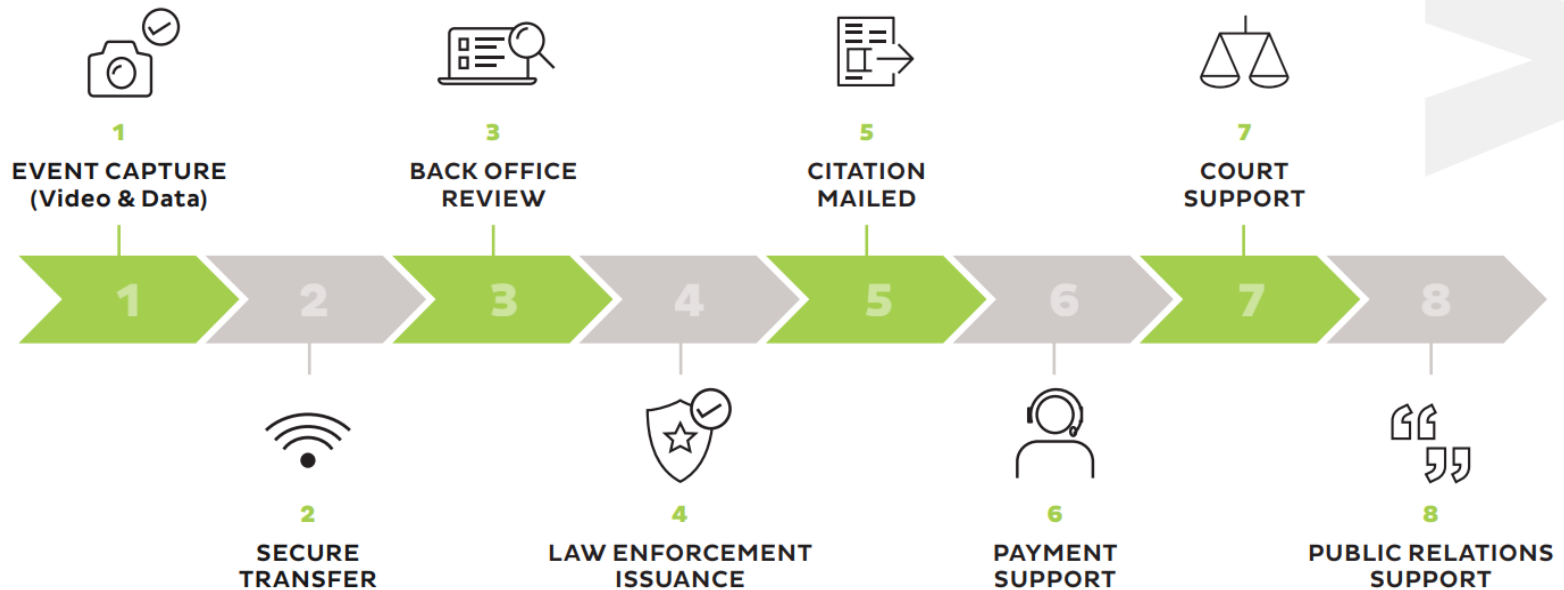 1
EVENT CAPTURE
(Video & Data)
3
BACK OFFICE
REVIEW
5
CITATION
MAILED
7
COURT
SUPPORT
1 2 3 4 5 6 7 8
2
SECURE
TRANSFER
4
LAW ENFORCEMENT
ISSUANCE
6
PAYMENT
SUPPORT
8
PUBLIC RELATIONS
SUPPORT